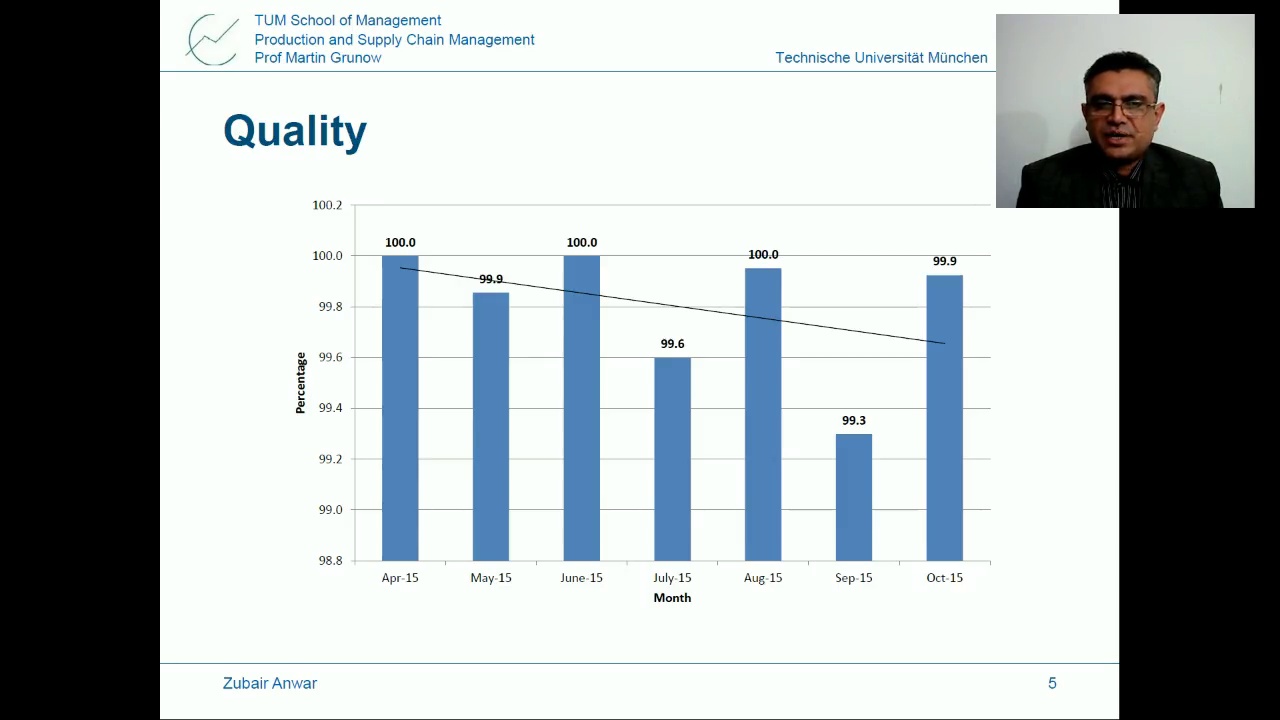 TUM School of Management
Production and Supply Chain Management
Prof Martin Grunow
Technische Universität München
Quality
100.2
100.0
99.8
99.6
99.4
99.2
99.0
98.8
Percentage
100.0
99.9
100.0
99.6
100.0
99.3
99.9
Apr-15
May-15
June-15
July-15
Aug-15
Sep-15
Oct-15
Month
Zubair Anwar
5